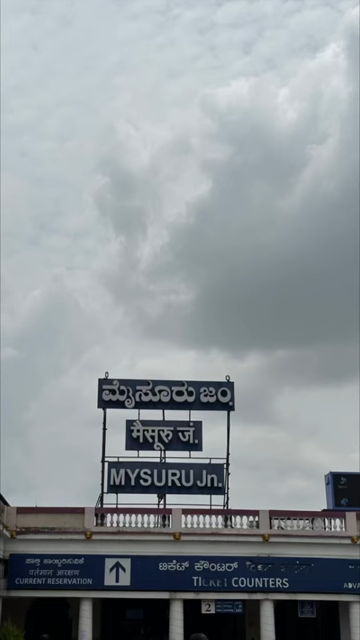 ಮೈಸೂರು ಜಂ.
मैसूरु जं.
MYSURU Jn.
ಟಿಕೆಟ್ ಕೌಂಟರ್
CURRENT RESERVATION
TICKET COUNTERS
2